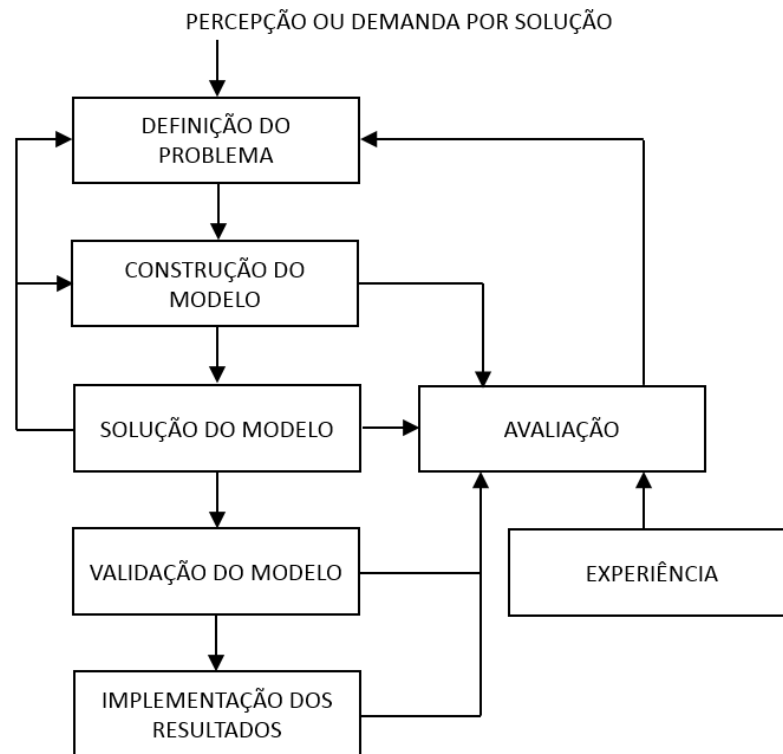 PERCEPÇÃO OU DEMANDA POR SOLUÇÃO
DEFINIÇÃO DO
PROBLEMA
CONSTRUÇÃO DO
MODELO
SOLUÇÃO DO MODELO
AVALIAÇÃO
VALIDAÇÃO DO MODELO
EXPERIÊNCIA
IMPLEMENTAÇÃO DOS
RESULTADOS